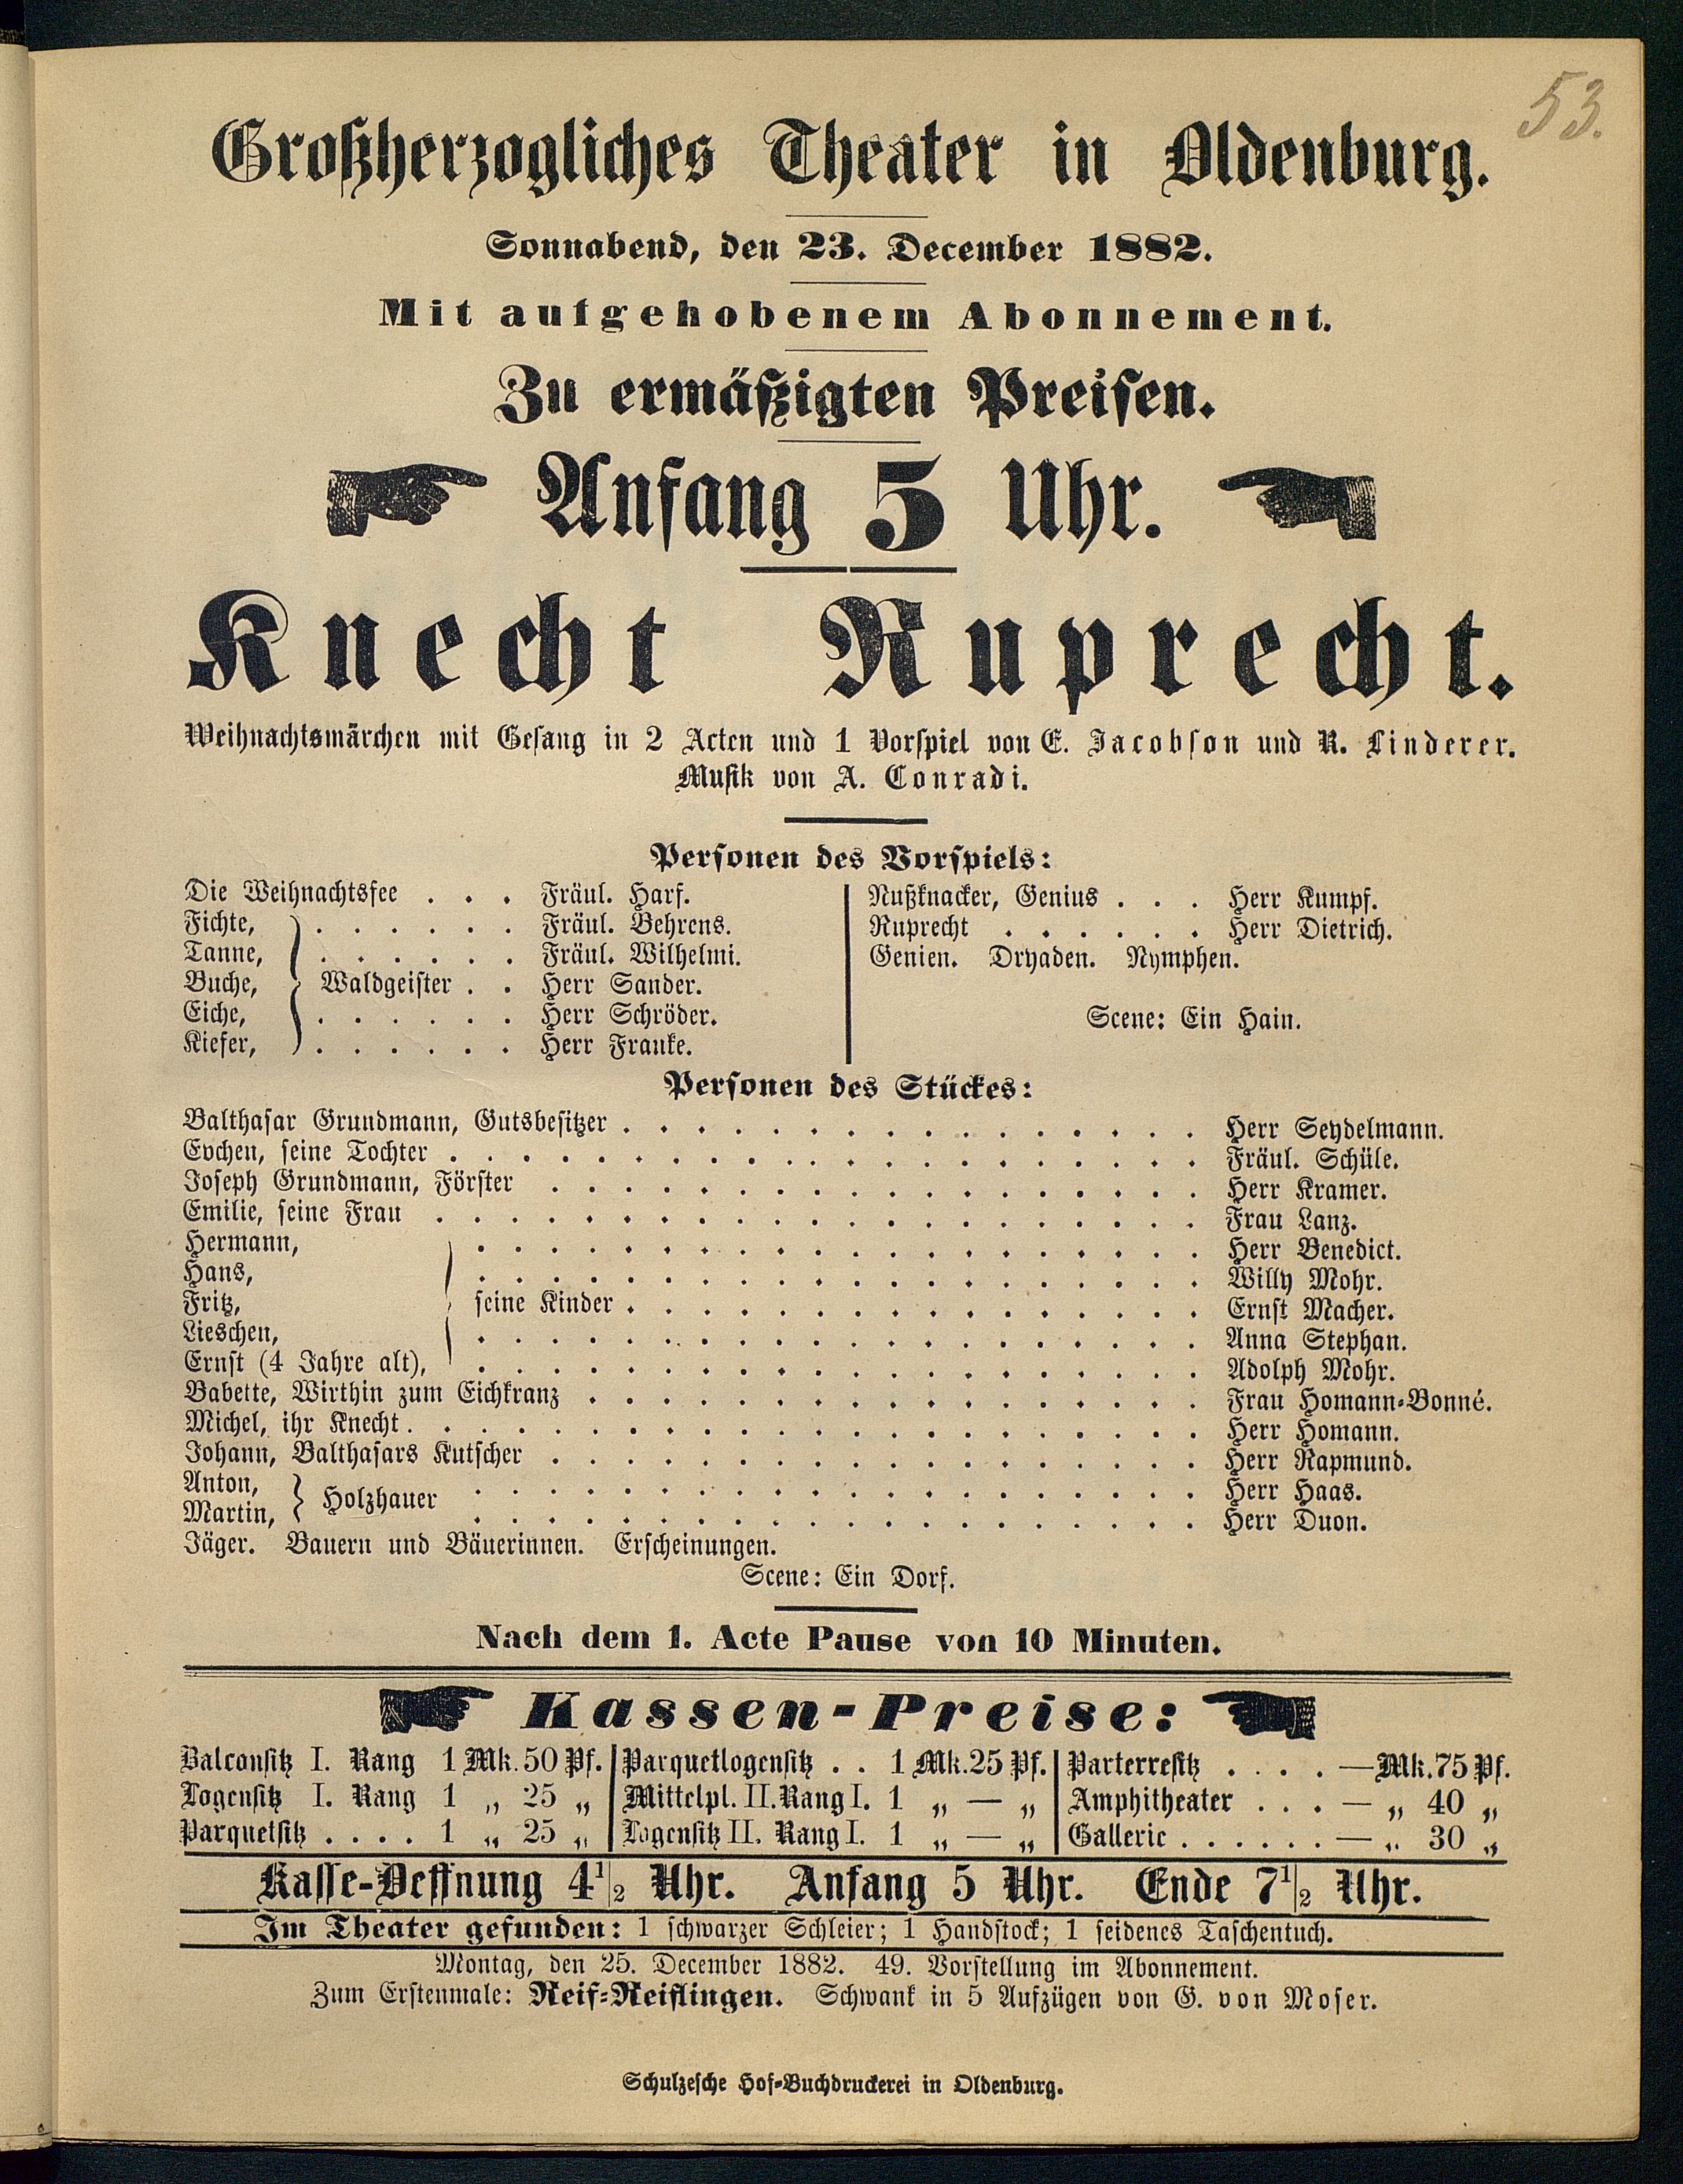 53.
Großherzogliches Theater in Oldenburg.
Sonnabend, den 23. December 1882.
Mit aufgehobenem Abonnement.
Zu ermäßigten Preisen.
Anfang 5 Uhr.
Knecht Ruprecht.
Weihnachtsmärchen mit Gesang in 2 Acten und 1 Vorspiel von E. Jacobson und R. Linderer.
Musik von A. Conradi.
Personen des Vorspiels:
Die Weihnachtsfee . . . Fräul. Harf.
Fichte, . . . . . . Fräul. Behrens.
Tanne, . . . . . . Fräul. Wilhelmi.
Buche, Waldgeister . . Herr Sander.
Eiche, . . . . . . Herr Schröder.
Kiefer, . . . . . . Herr Franke.
Nußknacker, Genius . . . Herr Kumpf.
Ruprecht . . . . . . Herr Dietrich.
Genien. Dryaden. Nymphen.
Scene: Ein Hain.
Personen des Stückes:
Balthasar Grundmann, Gutsbesitzer . . . . . . . . . . . . . . . . Herr Seydelmann.
Evchen, seine Tochter . . . . . . . . . . . . . . . . . . . . Fräul. Schüle.
Joseph Grundmann, Förster . . . . . . . . . . . . . . . . . . Herr Kramer.
Emilie, seine Frau . . . . . . . . . . . . . . . . . . . . . Frau Lanz.
Hermann, . . . . . . . . . . . . . . . . . . . . Herr Benedict.
Hans, . . . . . . . . . . . . . . . . . . . . Willy Mohr.
Fritz, seine Kinder . . . . . . . . . . . . . . . . Ernst Macher.
Lieschen, . . . . . . . . . . . . . . . . . . . . Anna Stephan.
Ernst (4 Jahre alt), . . . . . . . . . . . . . . . . . . . . Adolph Mohr.
Babette, Wirthin zum Eichkranz . . . . . . . . . . . . . . . . . Frau Homann-Bonné.
Michel, ihr Knecht . . . . . . . . . . . . . . . . . . . . . Herr Homann.
Johann, Balthasars Kutscher . . . . . . . . . . . . . . . . . . Herr Rapmund.
Anton, . . . . . . . . . . . . . . . . . . . . Herr Haas.
Holzhauer
Martin, . . . . . . . . . . . . . . . . . . . . Herr Duon.
Jäger. Bauern und Bäuerinnen. Erscheinungen.
Scene: Ein Dorf.
Nach dem 1. Acte Pause von 10 Minuten.
Kassen-Preise:
Balconsitz I. Rang 1 Mk. 50 Pf.
Logensitz I. Rang 1 „ 25 „
Parquetsitz . . . . 1 „ 25 „
Parquetlogensitz . . 1 Mk. 25 Pf.
Mittelpl. II. Rang I. 1 „ — „
Logensitz II. Rang I. 1 „ — „
Parterresitz . . . . — Mk. 75 Pf.
Amphitheater . . . — „ 40 „
Gallerie . . . . . . — „ 30 „
Kasse-Oeffnung 4 1/2 Uhr. Anfang 5 Uhr. Ende 7 1/2 Uhr.
Im Theater gefunden: 1 schwarzer Schleier; 1 Handstock; 1 seidenes Taschentuch.
Montag, den 25. December 1882. 49. Vorstellung im Abonnement.
Zum Erstenmale: Reif-Reiflingen. Schwank in 5 Aufzügen von G. von Moser.
Schulzesche Hof-Buchdruckerei in Oldenburg.